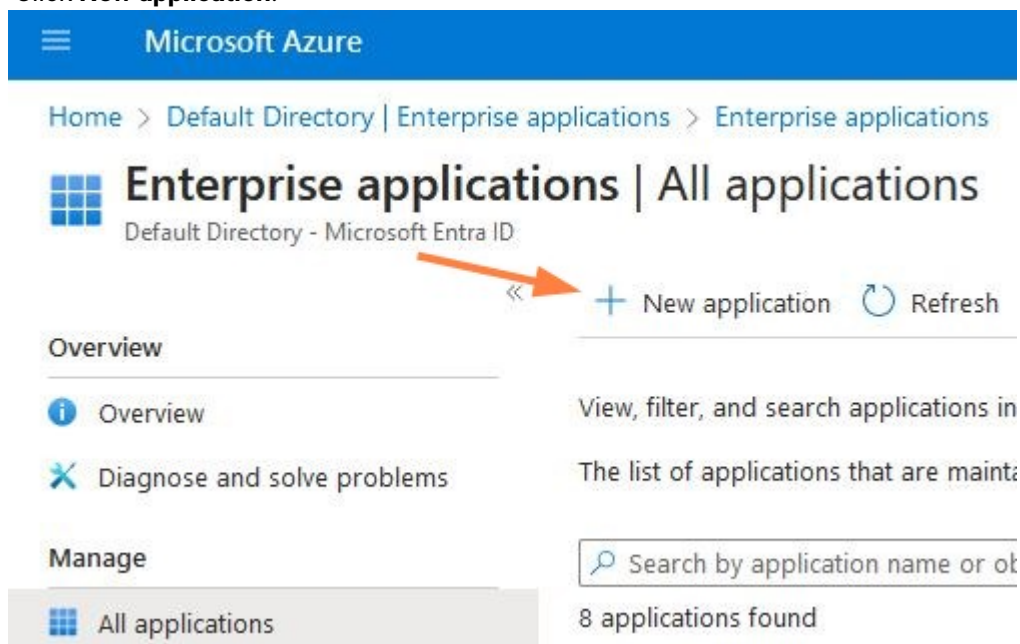 Microsoft Azure
Home > Default Directory | Enterprise applications > Enterprise applications
Enterprise applications | All applications
Default Directory - Microsoft Entra ID
«
+ New application Refresh
Overview
Overview
View, filter, and search applications in
Diagnose and solve problems
The list of applications that are
Manage
Search by application name or
All applications
8 applications found